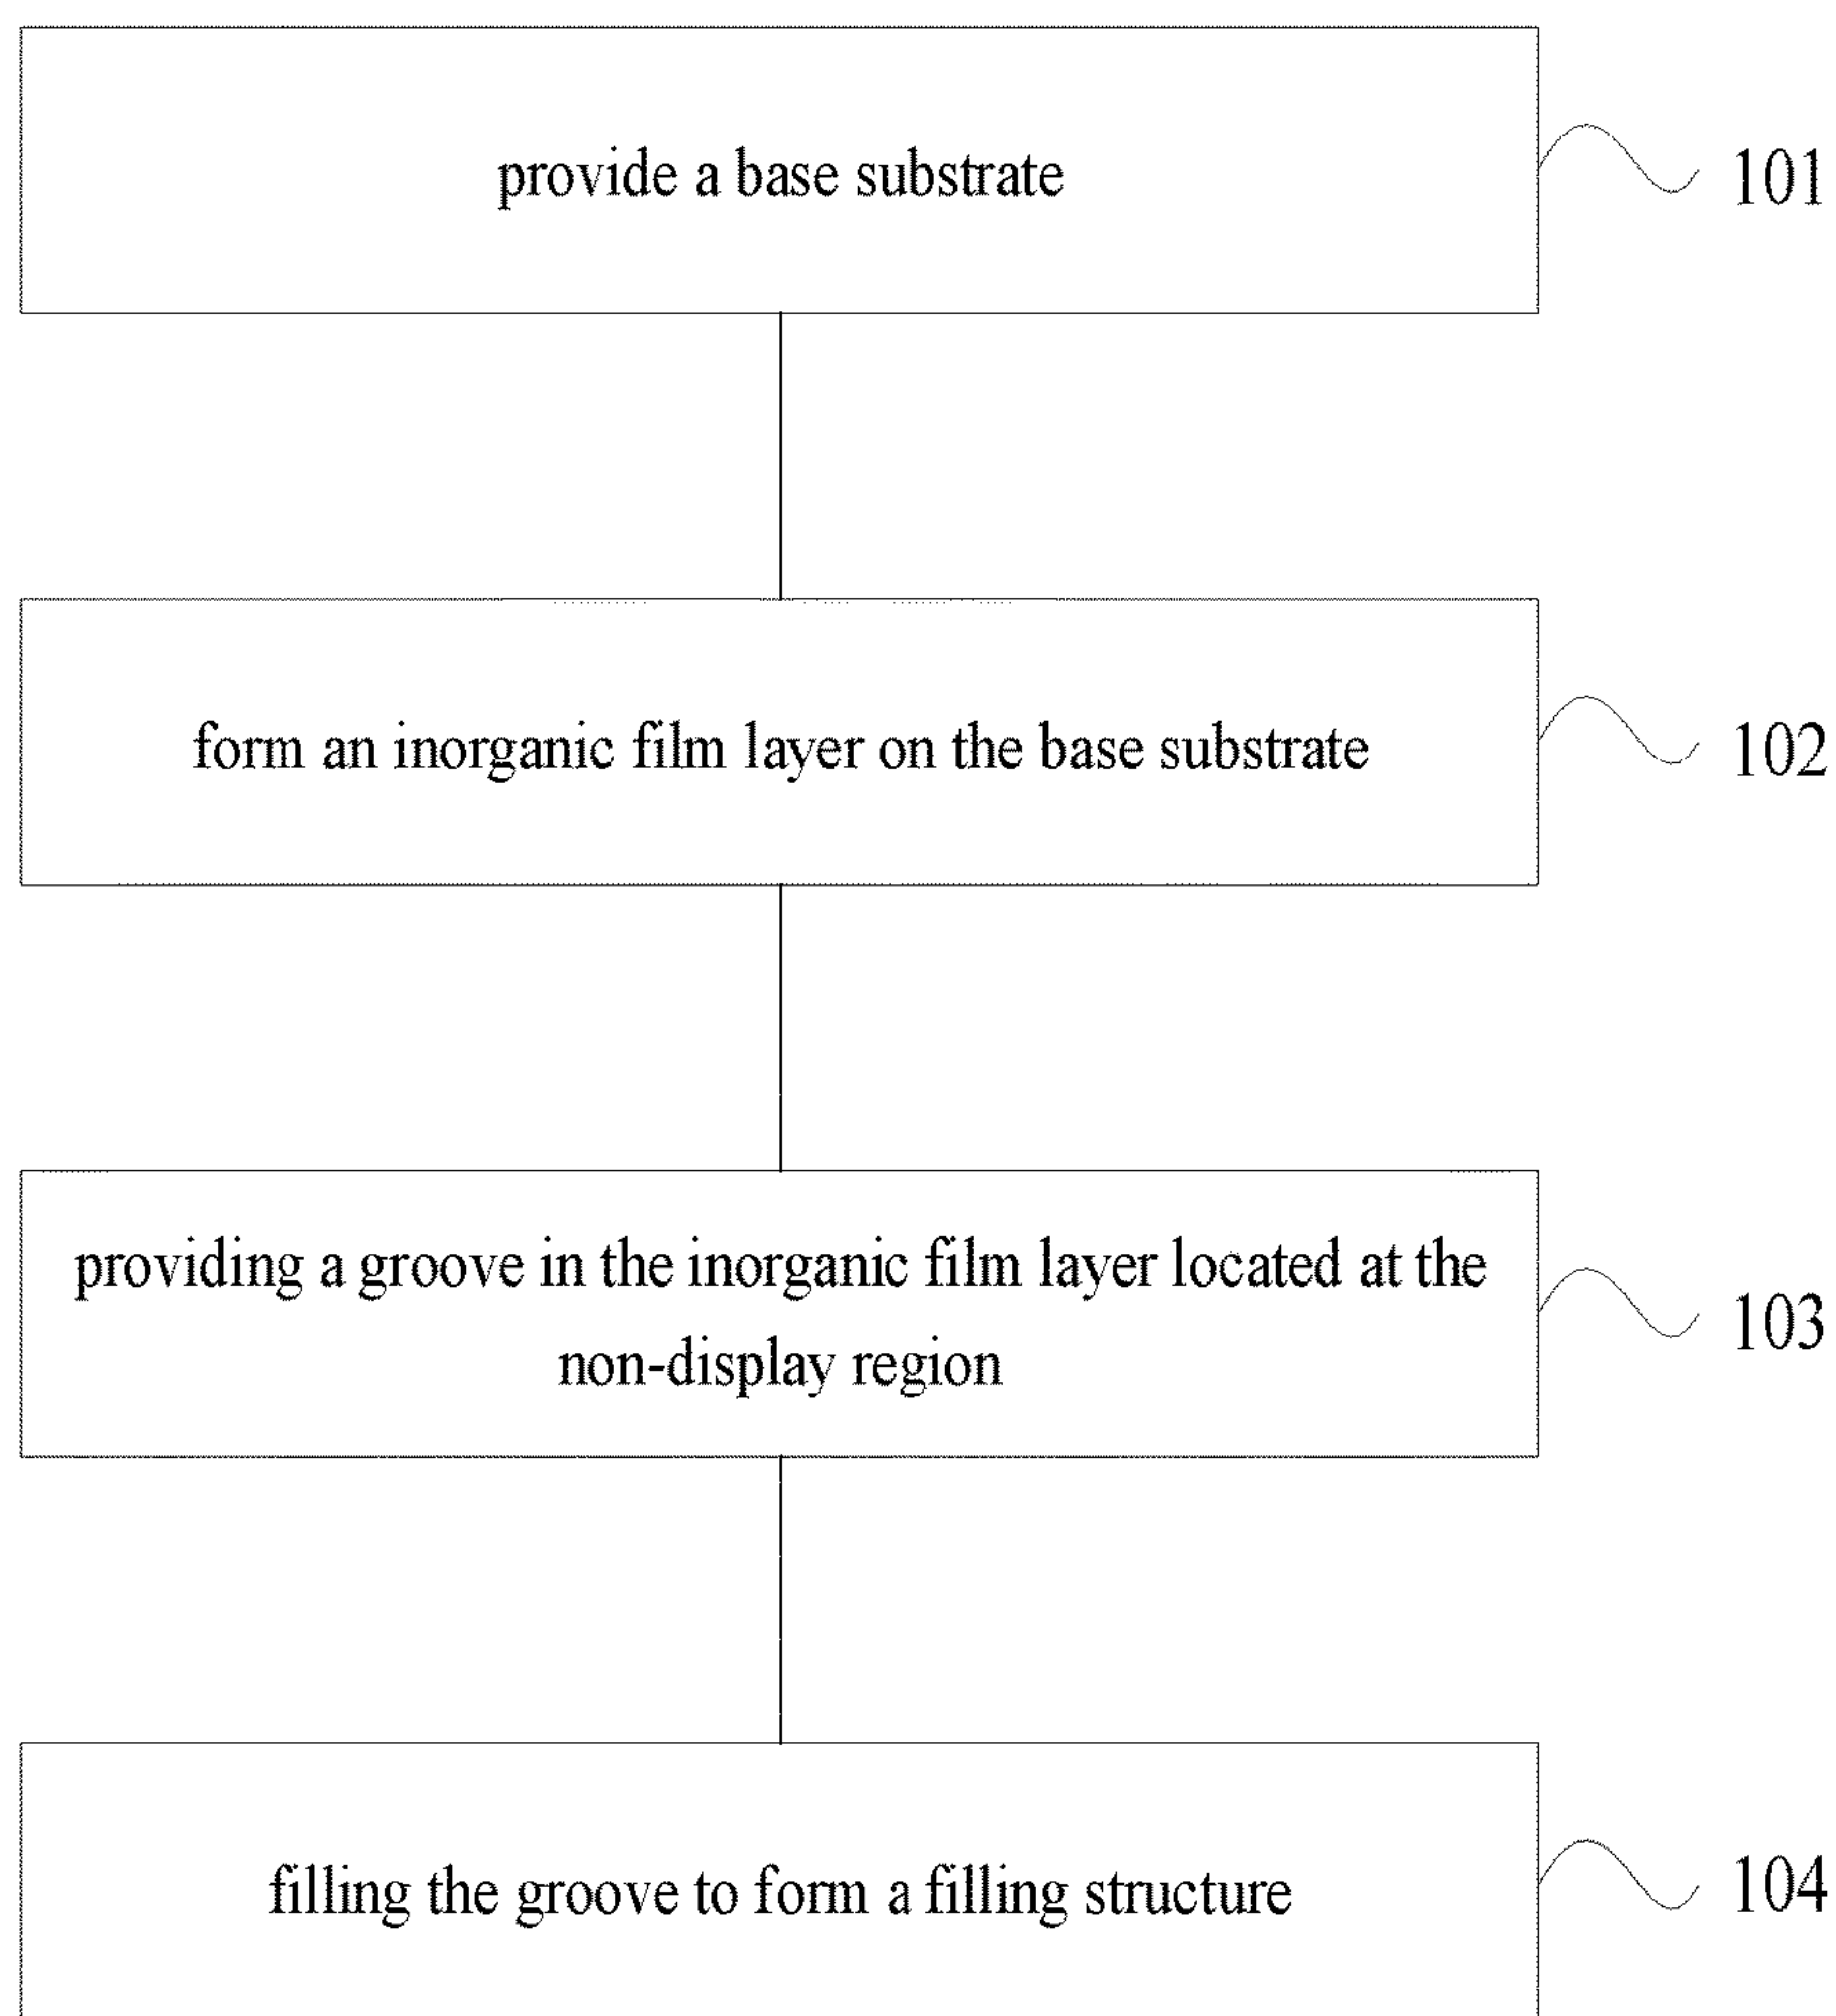 provide a base substrate
101
form an inorganic film layer on the base substrate
102
providing a groove in the inorganic film layer located at the
non-display region
103
filling the groove to form a filling structure
104